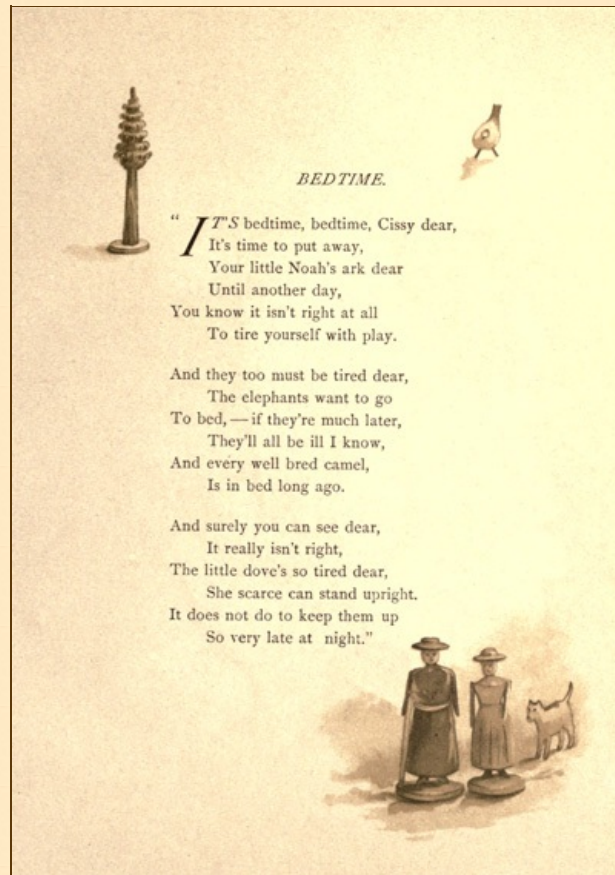 BEDTIME.
“IT'S bedtime, bedtime, Cissy dear,
It's time to put away,
Your little Noah's ark dear
Until another day,
You know it isn't right at all
To tire yourself with play.
And they too must be tired dear,
The elephants want to go
To bed, — if they're much later,
They'll all be ill I know,
And every well bred camel,
Is in bed long ago.
And surely you can see dear,
It really isn't right,
The little dove's so tired dear,
She scarce can stand upright.
It does not do to keep them up
So very late at night.”